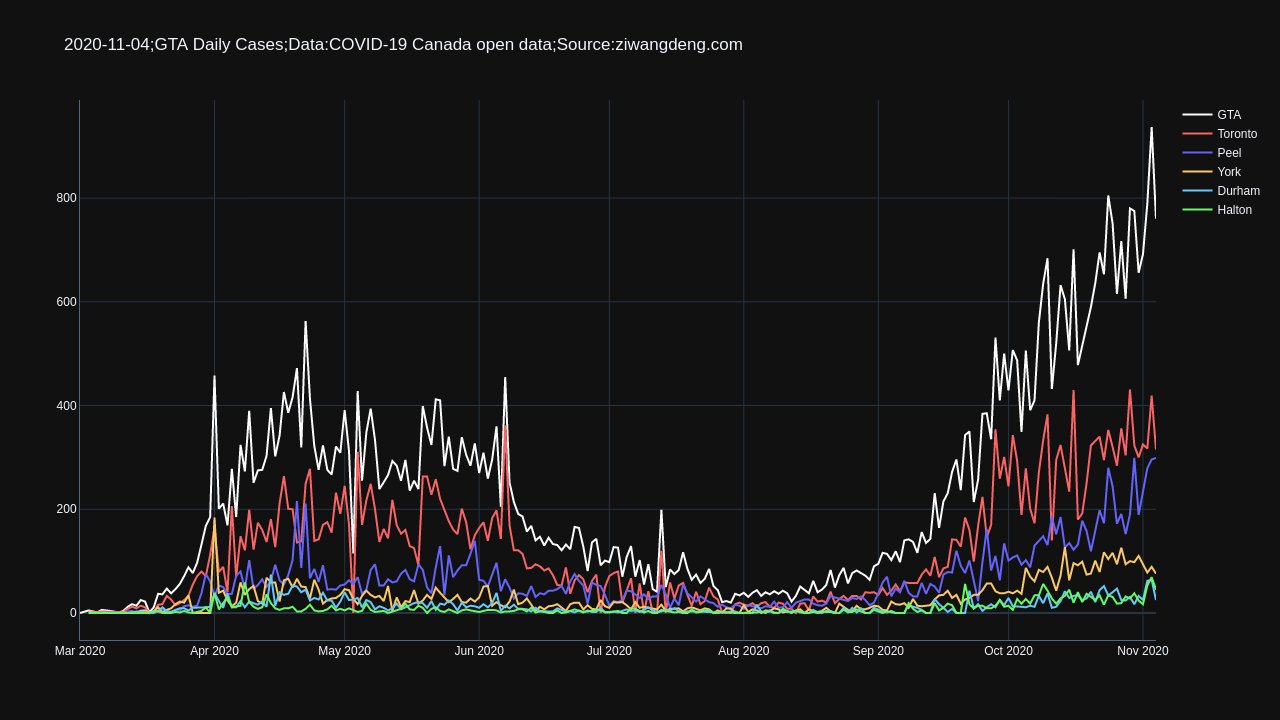 2020-11-04;GTA Daily Cases;Data:COVID-19 Canada open data;Source:ziwangdeng.com
GTA
Toronto
Peel
York
Durham
Halton
800
600
400
200
0
Mar 2020 Apr 2020 May 2020 Jun 2020 Jul 2020 Aug 2020 Sep 2020 Oct 2020 Nov 2020